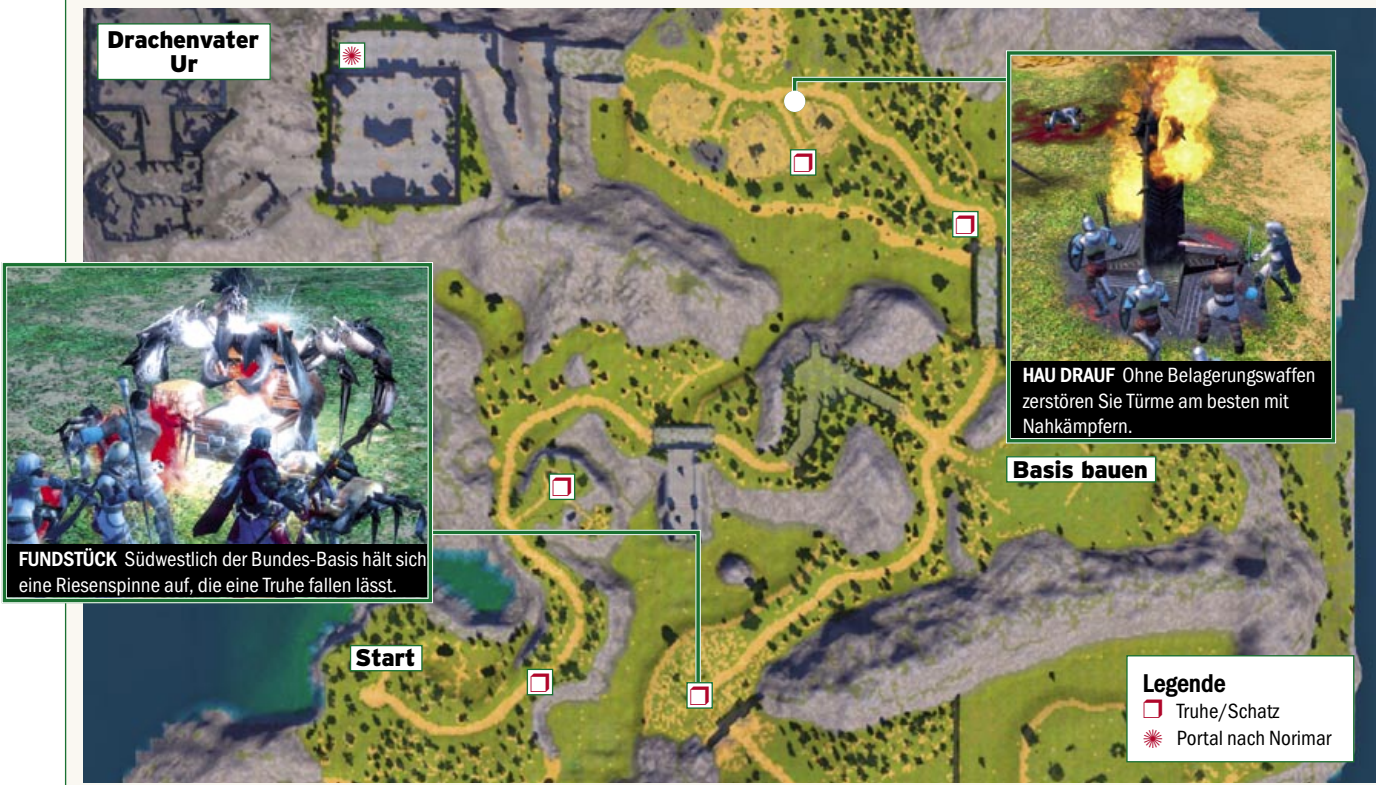 Drachenvater
Ur
HAU DRAUF Ohne Belagerungswaffen
zerstören Sie Türme am besten mit
Nahkämpfern.
Basis bauen
FUNDSTÜCK Südwestlich der Bundes-Basis hält sich
eine Riesenspinne auf, die eine Truhe fallen lässt.
Start
Legende
Truhe/Schatz
Portal nach Norimar